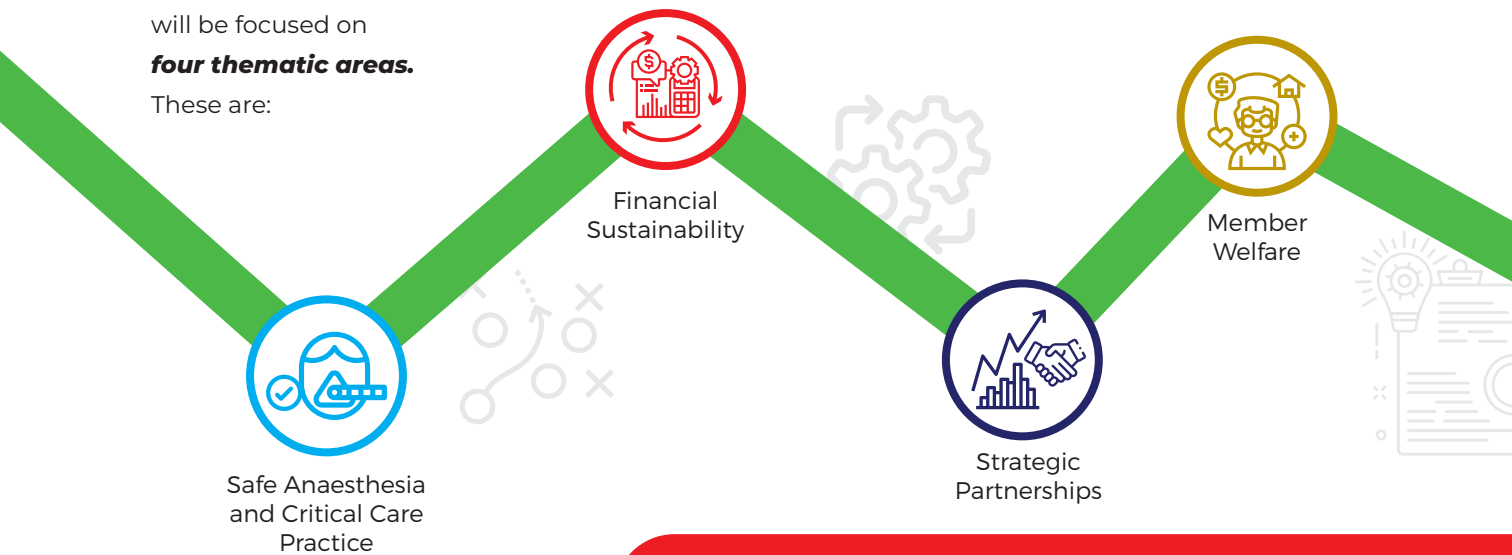 will be focused on
four thematic areas.
These are:
Financial
Sustainability
Member
Welfare
Strategic
Partnerships
Safe Anaesthesia
and Critical Care
Practice